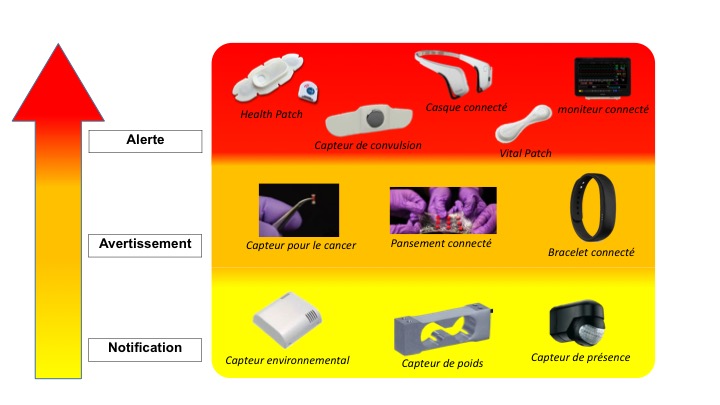 Health Patch
Casque connecté
moniteur connecté
Capteur de convulsion
Vital Patch
Alerte
Capteur pour le cancer
Pansement connecté
Bracelet connecté
Avertissement
Capteur environnemental
Capteur de poids
Capteur de présence
Notification